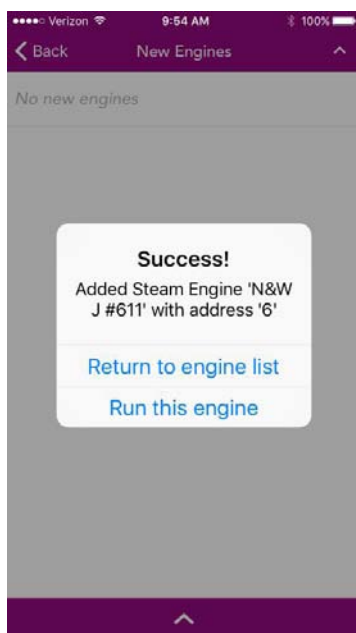 Verizon 9:54 AM 100%
Back New Engines
No new engines
Success!
Added Steam Engine 'N&W
J #611' with address '6'
Return to engine list
Run this engine